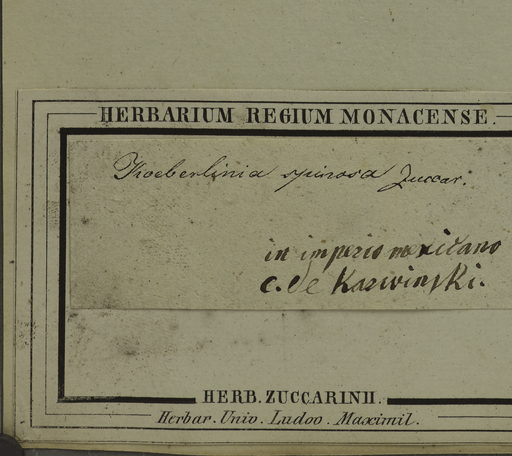 HERBARIUM REGIUM MONACENSE.
Koeberlinia spinosa Zuccar.
in imperio mexicano
C. de Karwinski.
HERB. ZUCCARINII.
Herbar. Univ. Ludov. Maximil.